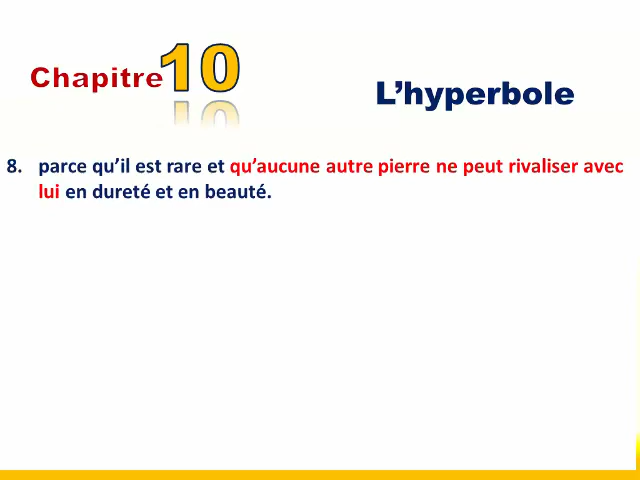 Chapitre 10
L’hyperbole
8. parce qu’il est rare et qu’aucune autre pierre ne peut rivaliser avec
lui en dureté et en beauté.